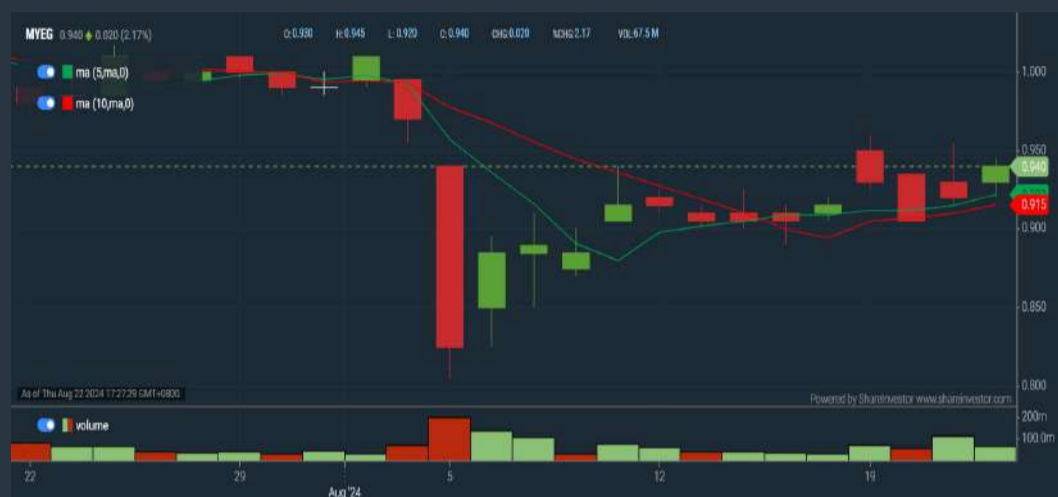 MYEG 0.940 0.020 (2.17%) O:0.930 H:0.945 L:0.920 C:0.940 CHG:0.020 %CHG:2.17 VOL:67.5 M
ma (5,ma,0)
ma (10,ma,0)
1.000
0.950
0.940
0.915
0.900
0.850
0.800
As of Thu Aug 22 2024 17:27:29 GMT+0800
Powered by ShareInvestor www.shareinvestor.com
volume
200m
100.0m
22 29 5 12 19
Aug '24